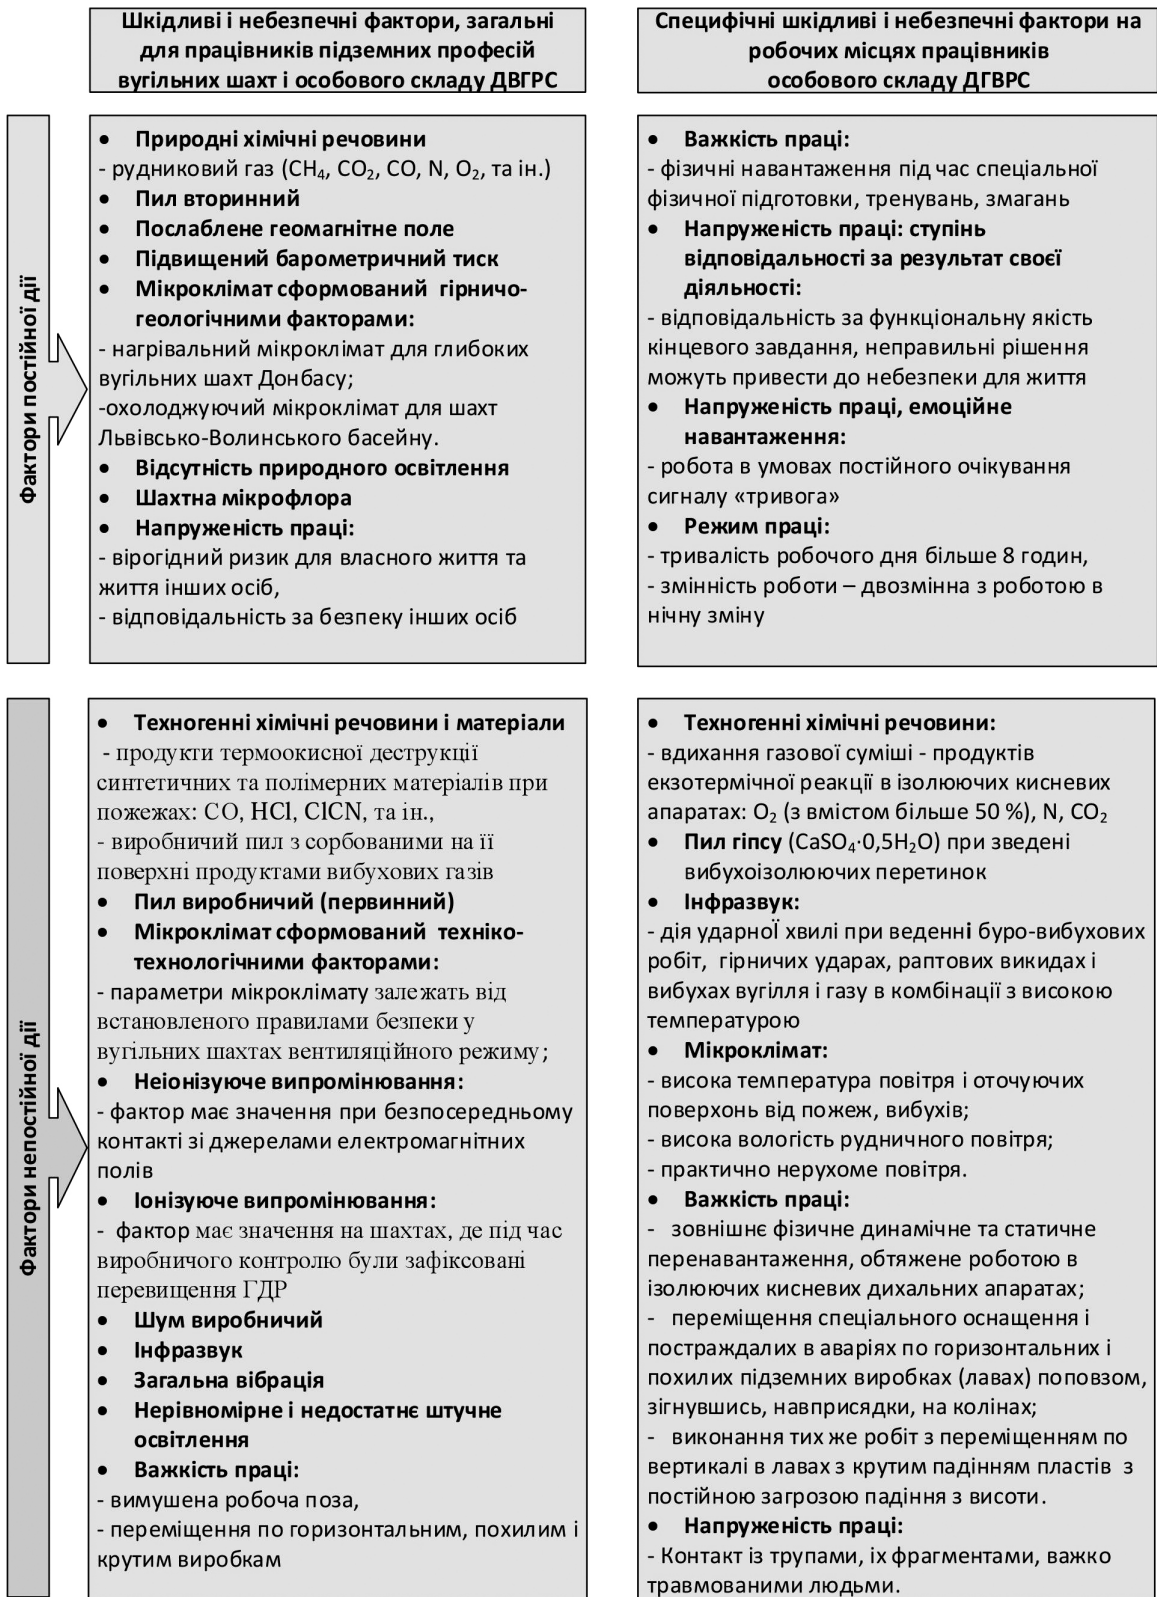 Шкідливі і небезпечні фактори, загальні
для працівників підземних професій
вугільних шахт і особового складу ДВГРС
Специфічні шкідливі і небезпечні фактори на
робочих місцях працівників
особового складу ДГВРС
Фактори постійної дії
• Природні хімічні речовини
- рудниковий газ (CH₄, CO₂, CO, N, O₂, та ін.)
• Пил вторинний
• Послаблене геомагнітне поле
• Підвищений барометричний тиск
• Мікроклімат сформований гірничо-
геологічними факторами:
- нагрівальний мікроклімат для глибоких
вугільних шахт Донбасу;
-охолоджуючий мікроклімат для шахт
Львівсько-Волинського басейну.
• Відсутність природного освітлення
• Шахтна мікрофлора
• Напруженість праці:
- вірогідний ризик для власного життя та
життя інших осіб,
- відповідальність за безпеку інших осіб
• Важкість праці:
- фізичні навантаження під час спеціальної
фізичної підготовки, тренувань, змагань
• Напруженість праці: ступінь
відповідальності за результат своєї
діяльності:
- відповідальність за функціональну якість
кінцевого завдання, неправильні рішення
можуть привести до небезпеки для життя
• Напруженість праці, емоційне
навантаження:
- робота в умовах постійного очікування
сигналу «тривога»
• Режим праці:
- тривалість робочого дня більше 8 годин,
- змінність роботи – двозмінна з роботою в
нічну зміну
Фактори непостійної дії
• Техногенні хімічні речовини і матеріали
- продукти термоокисної деструкції
синтетичних та полімерних матеріалів при
пожежах: CO, HCl, ClCN, та ін.,
- виробничий пил з сорбованими на її
поверхні продуктами вибухових газів
• Пил виробничий (первинний)
• Мікроклімат сформований техніко-
технологічними факторами:
- параметри мікроклімату залежать від
встановленого правилами безпеки у
вугільних шахтах вентиляційного режиму;
• Неіонізуюче випромінювання:
- фактор має значення при безпосередньому
контакті зі джерелами електромагнітних
полів
• Іонізуюче випромінювання:
- фактор має значення на шахтах, де під час
виробничого контролю були зафіксовані
перевищення ГДР
• Шум виробничий
• Інфразвук
• Загальна вібрація
• Нерівномірне і недостатнє штучне
освітлення
• Важкість праці:
- вимушена робоча поза,
- переміщення по горизонтальним, похилим і
крутим виробкам
• Техногенні хімічні речовини:
- вдихання газової суміші - продуктів
екзотермічної реакції в ізолюючих кисневих
апаратах: O₂ (з вмістом більше 50 %), N, CO₂
• Пил гіпсу (CaSO₄·0,5H₂O) при зведені
вибухоізолюючих перетинок
• Інфразвук:
- дія ударноЇ хвилі при веденні буро-вибухових
робіт, гірничих ударах, раптових викидах і
вибухах вугілля і газу в комбінації з високою
температурою
• Мікроклімат:
- висока температура повітря і оточуючих
поверхонь від пожеж, вибухів;
- висока вологість рудничного повітря;
- практично нерухоме повітря.
• Важкість праці:
- зовнішнє фізичне динамічне та статичне
перенавантаження, обтяжене роботою в
ізолюючих кисневих дихальних апаратах;
- переміщення спеціального оснащення і
постраждалих в аваріях по горизонтальних і
похилих підземних виробках (лавах) поповзом,
зігнувшись, навприсядки, на колінах;
- виконання тих же робіт з переміщенням по
вертикалі в лавах з крутим падінням пластів з
постійною загрозою падіння з висоти.
• Напруженість праці:
- Контакт із трупами, іх фрагментами, важко
травмованими людьми.